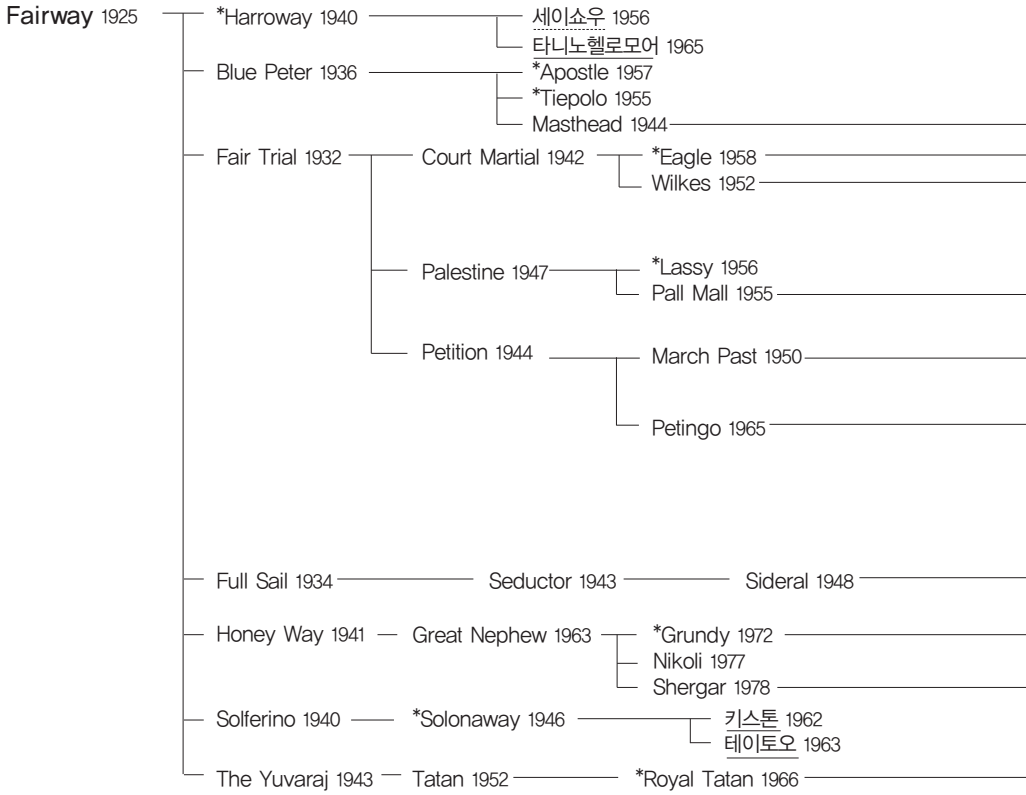 Fairway 1925 *Harroway 1940 세이쇼우 1956
타니노헬로모어 1965
Blue Peter 1936 *Apostle 1957
*Tiepolo 1955
Masthead 1944
Fair Trial 1932 Court Martial 1942 *Eagle 1958
Wilkes 1952
Palestine 1947 *Lassy 1956
Pall Mall 1955
Petition 1944 March Past 1950
Petingo 1965
Full Sail 1934 Seductor 1943 Sideral 1948
Honey Way 1941 Great Nephew 1963 *Grundy 1972
Nikoli 1977
Shergar 1978
Solferino 1940 *Solonaway 1946 키스톤 1962
테이토오 1963
The Yuvaraj 1943 Tatan 1952 *Royal Tatan 1966